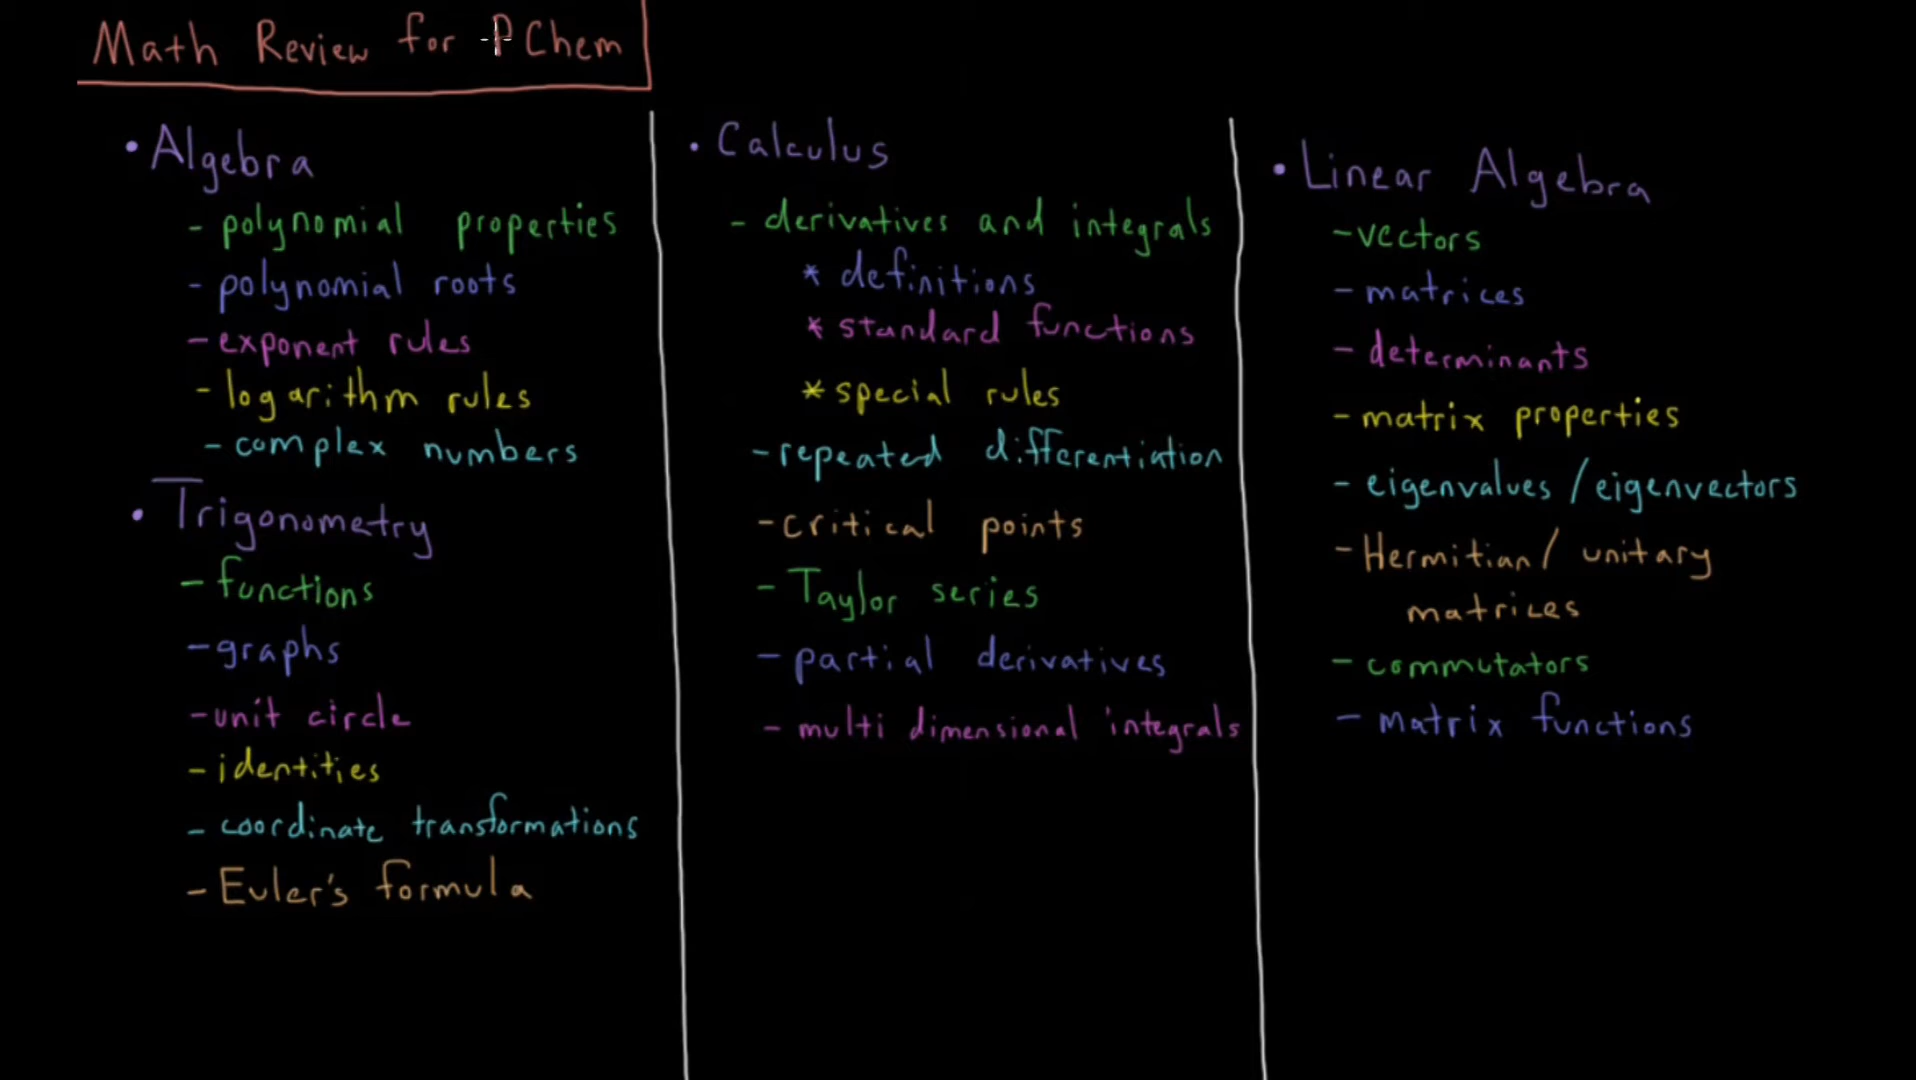 Math Review for PChem
• Algebra
- polynomial properties
- polynomial roots
- exponent rules
- logarithm rules
- complex numbers
• Trigonometry
- functions
- graphs
- unit circle
- identities
- coordinate transformations
- Euler's formula
• Calculus
- derivatives and integrals
* definitions
* standard functions
* special rules
- repeated differentiation
- critical points
- Taylor series
- partial derivatives
- multi dimensional integrals
• Linear Algebra
- vectors
- matrices
- determinants
- matrix properties
- eigenvalues / eigenvectors
- Hermitian / unitary
matrices
- commutators
- matrix functions